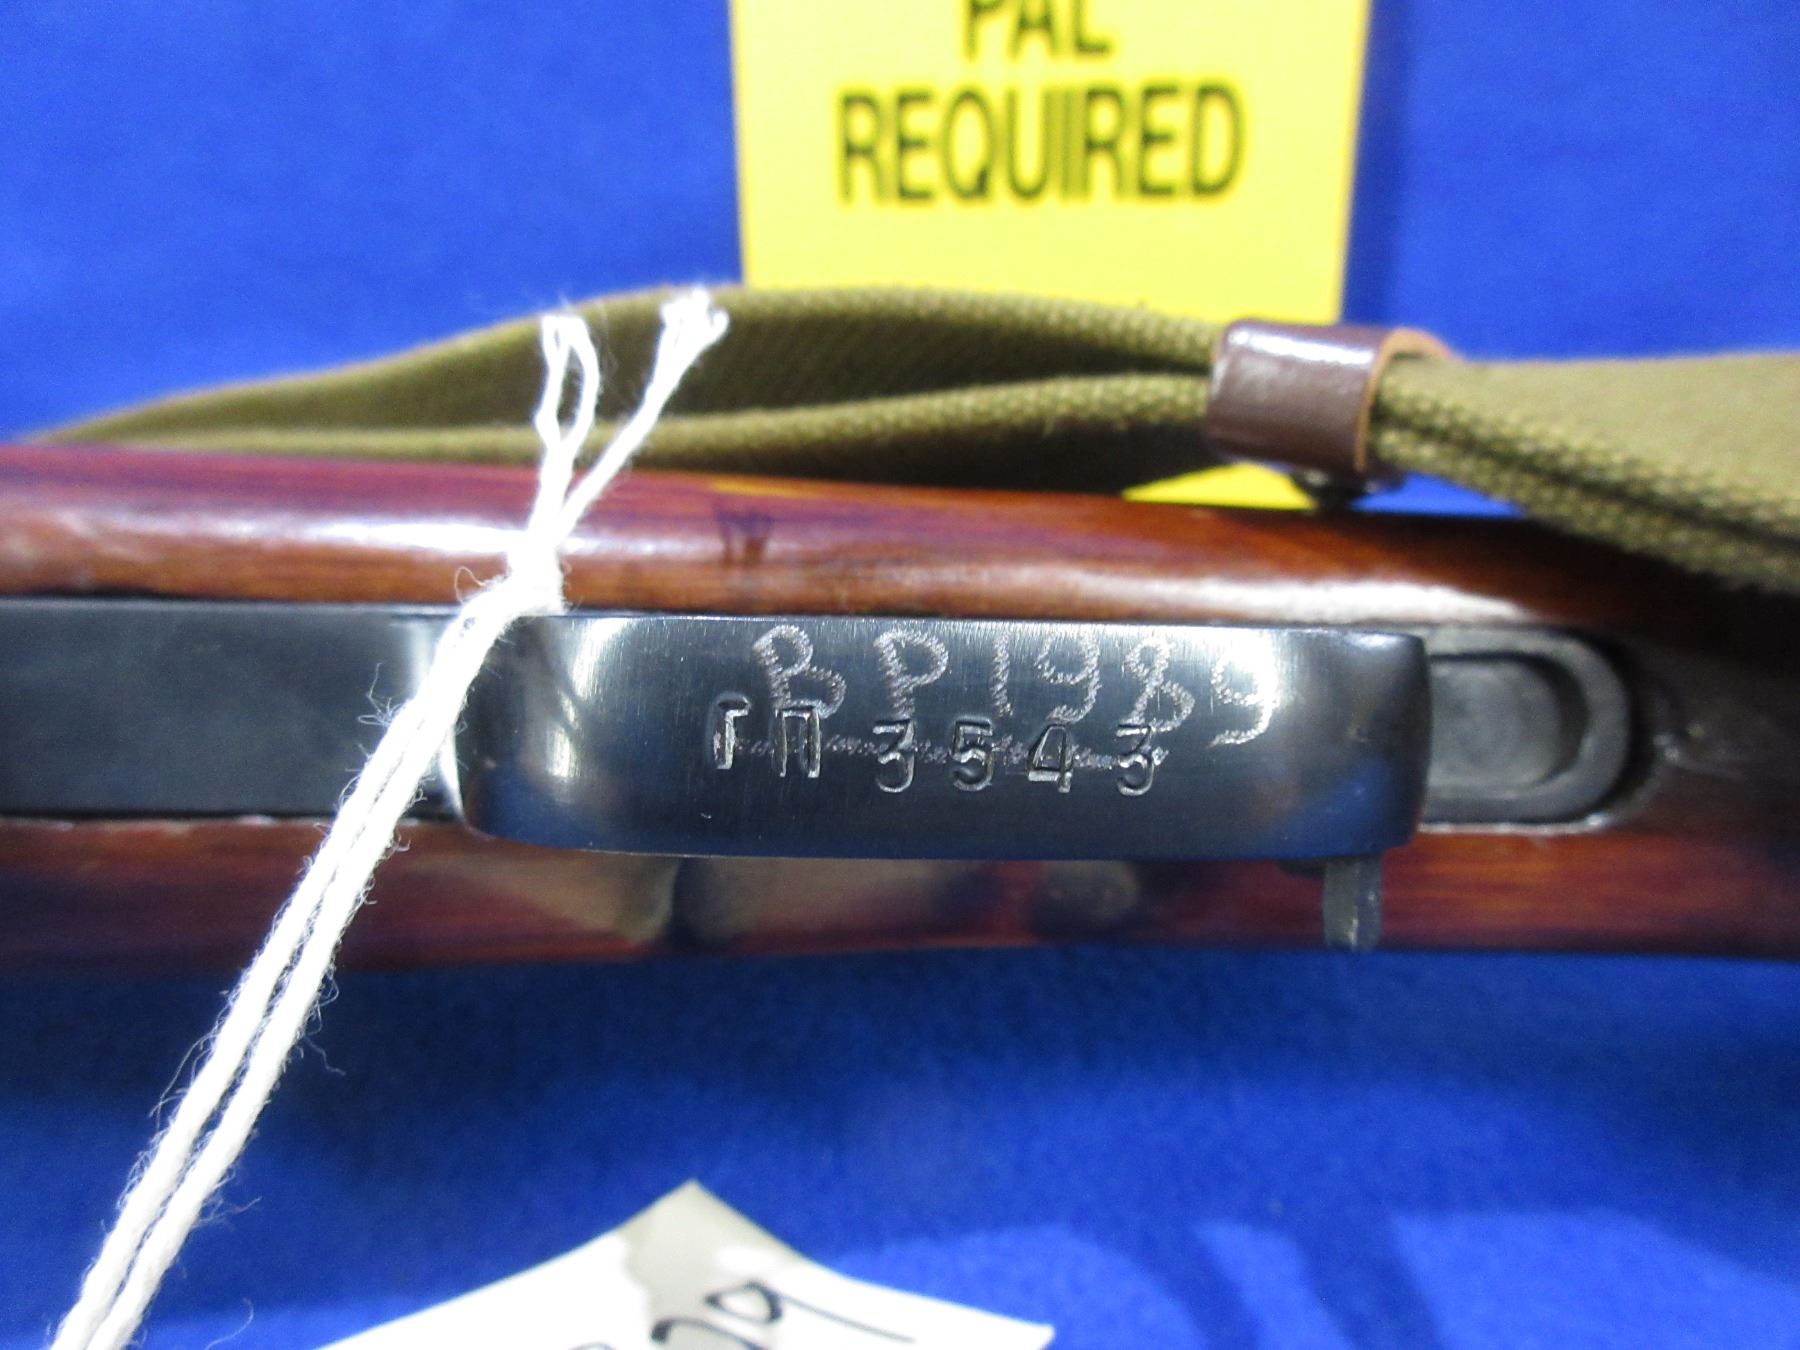 PAL
REQUIRED
BP1989
ГП 3543